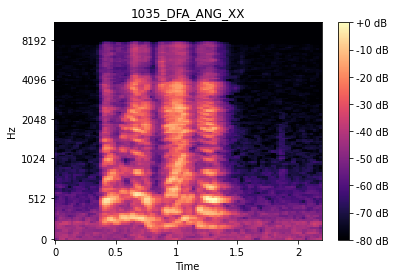 1035_DFA_ANG_XX
+0 dB
8192
-10 dB
4096
-20 dB
-30 dB
2048
-40 dB
Hz
1024
-50 dB
-60 dB
512
-70 dB
0
-80 dB
0 0.5 1 1.5 2
Time